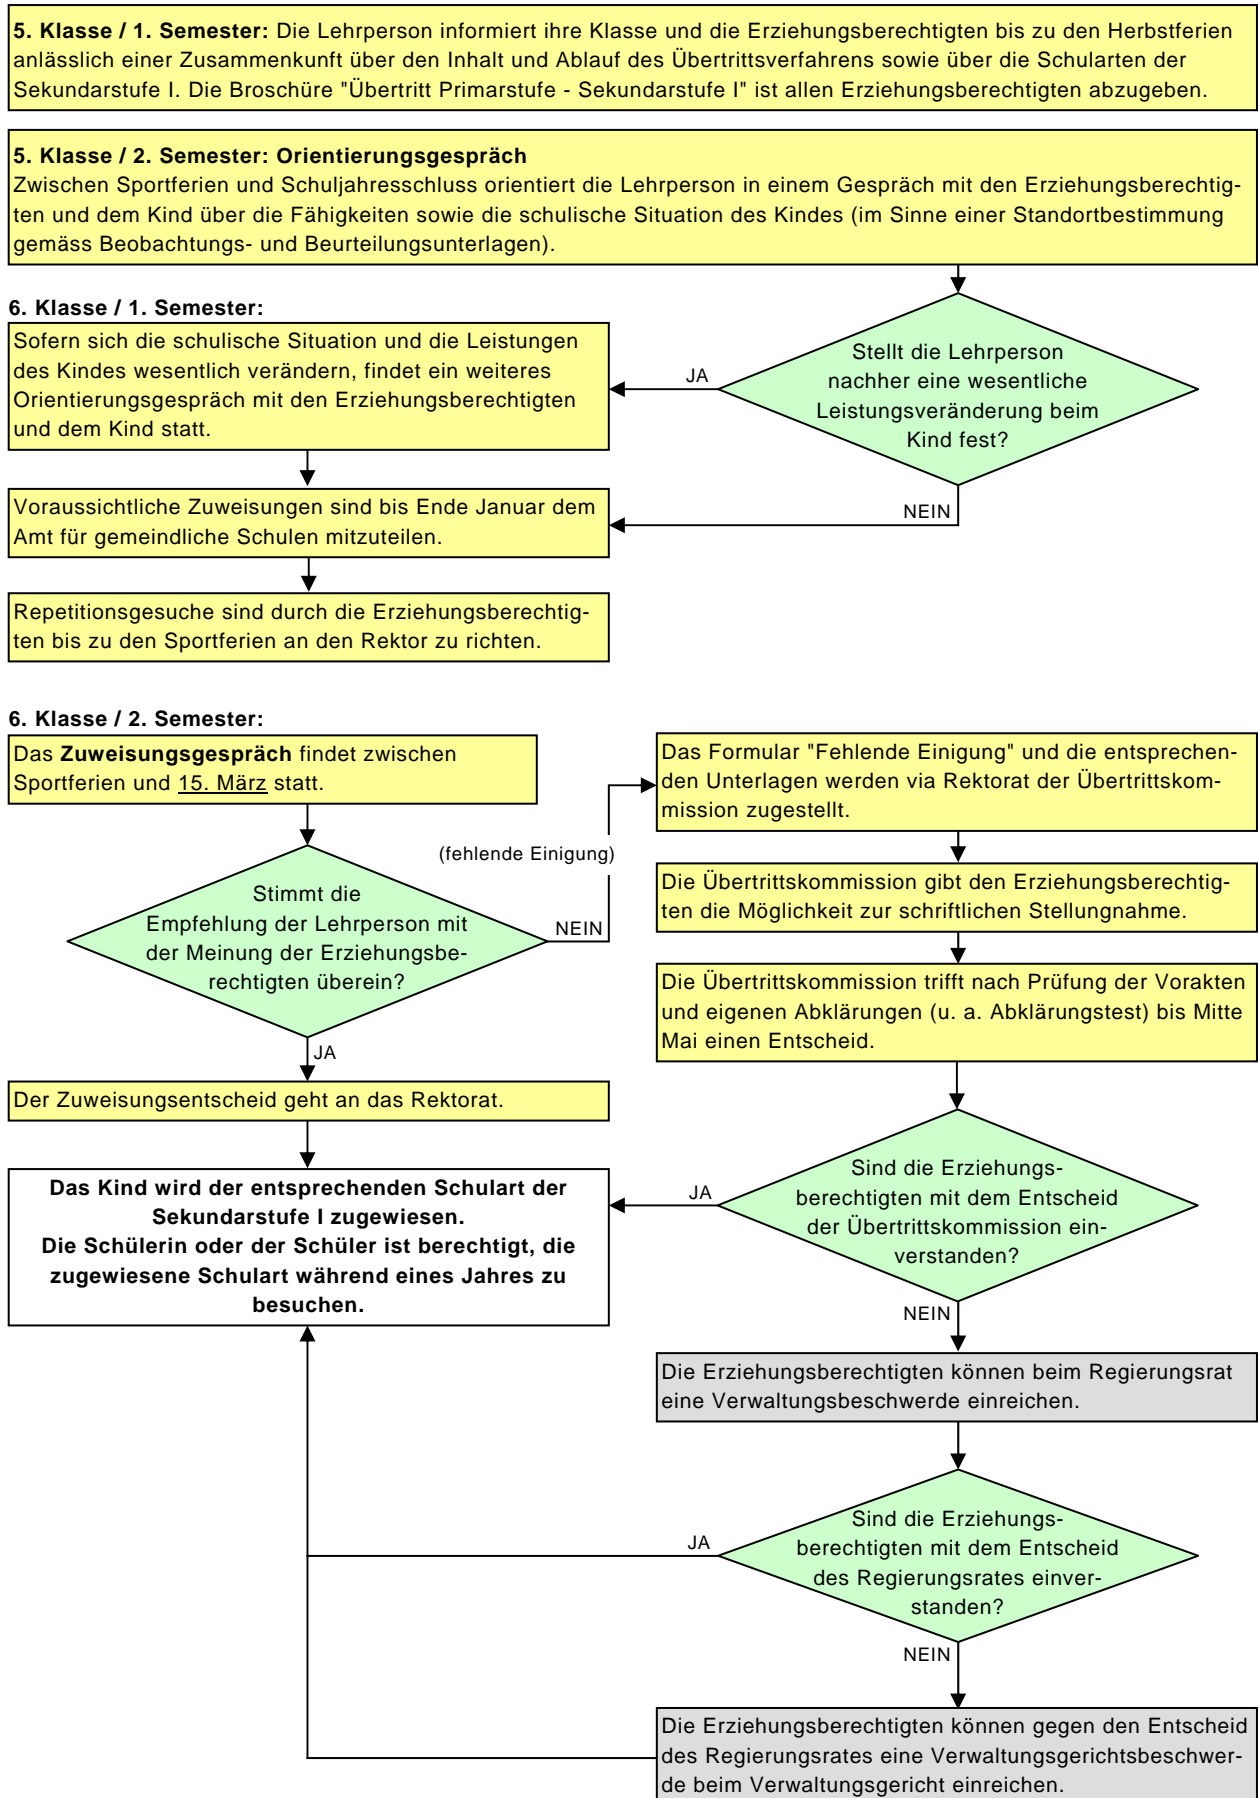 5. Klasse / 1. Semester: Die Lehrperson informiert ihre Klasse und die Erziehungsberechtigten bis zu den Herbstferien
anlässlich einer Zusammenkunft über den Inhalt und Ablauf des Übertrittsverfahrens sowie über die Schularten der
Sekundarstufe I. Die Broschüre "Übertritt Primarstufe - Sekundarstufe I" ist allen Erziehungsberechtigten abzugeben.
5. Klasse / 2. Semester: Orientierungsgespräch
Zwischen Sportferien und Schuljahresschluss orientiert die Lehrperson in einem Gespräch mit den Erziehungsberechtig-
ten und dem Kind über die Fähigkeiten sowie die schulische Situation des Kindes (im Sinne einer Standortbestimmung
gemäss Beobachtungs- und Beurteilungsunterlagen).
6. Klasse / 1. Semester:
Sofern sich die schulische Situation und die Leistungen
des Kindes wesentlich verändern, findet ein weiteres
Orientierungsgespräch mit den Erziehungsberechtigten
und dem Kind statt.
JA
Stellt die Lehrperson
nachher eine wesentliche
Leistungsveränderung beim
Kind fest?
NEIN
Voraussichtliche Zuweisungen sind bis Ende Januar dem
Amt für gemeindliche Schulen mitzuteilen.
Repetitionsgesuche sind durch die Erziehungsberechtig-
ten bis zu den Sportferien an den Rektor zu richten.
6. Klasse / 2. Semester:
Das Zuweisungsgespräch findet zwischen
Sportferien und 15. März statt.
Stimmt die
Empfehlung der Lehrperson mit
der Meinung der Erziehungsbe-
rechtigten überein?
(fehlende Einigung)
NEIN
JA
Der Zuweisungsentscheid geht an das Rektorat.
Das Kind wird der entsprechenden Schulart der
Sekundarstufe I zugewiesen.
Die Schülerin oder der Schüler ist berechtigt, die
zugewiesene Schulart während eines Jahres zu
besuchen.
Das Formular "Fehlende Einigung" und die entsprechen-
den Unterlagen werden via Rektorat der Übertrittskom-
mission zugestellt.
Die Übertrittskommission gibt den Erziehungsberechtig-
ten die Möglichkeit zur schriftlichen Stellungnahme.
Die Übertrittskommission trifft nach Prüfung der Vorakten
und eigenen Abklärungen (u. a. Abklärungstest) bis Mitte
Mai einen Entscheid.
Sind die Erziehungs-
berechtigten mit dem Entscheid
der Übertrittskommission ein-
verstanden?
JA
NEIN
Die Erziehungsberechtigten können beim Regierungsrat
eine Verwaltungsbeschwerde einreichen.
Sind die Erziehungs-
berechtigten mit dem Entscheid
des Regierungsrates einver-
standen?
JA
NEIN
Die Erziehungsberechtigten können gegen den Entscheid
des Regierungsrates eine Verwaltungsgerichtsbeschwer-
de beim Verwaltungsgericht einreichen.